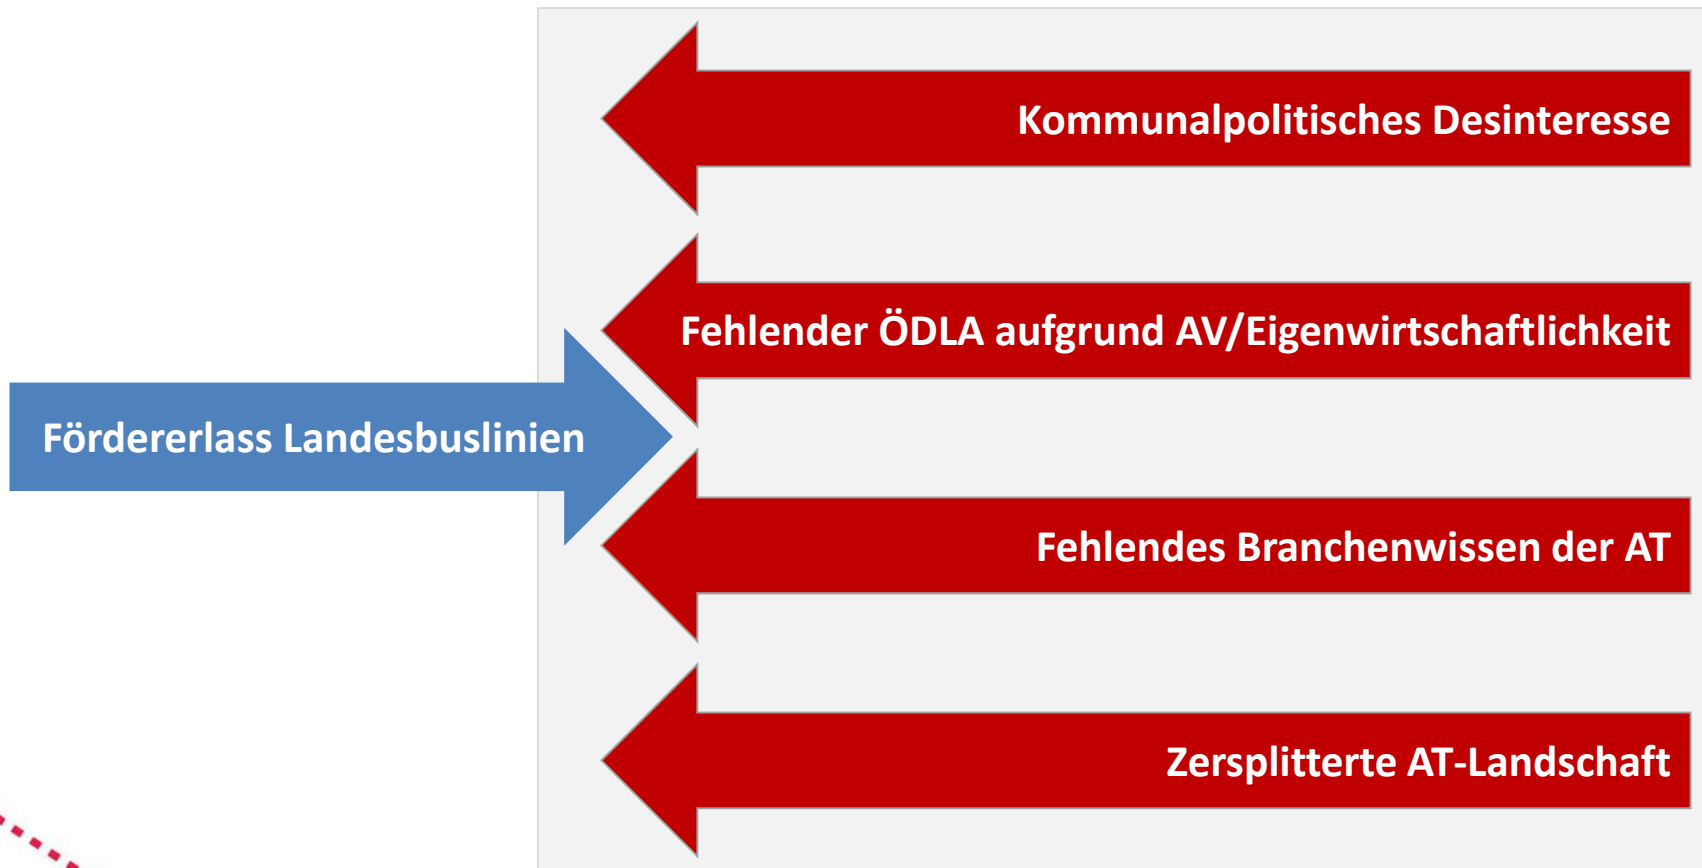 Kommunalpolitisches Desinteresse
Fehlender ÖDLA aufgrund AV/Eigenwirtschaftlichkeit
Fördererlass Landesbuslinien
Fehlendes Branchenwissen der AT
Zersplitterte AT-Landschaft